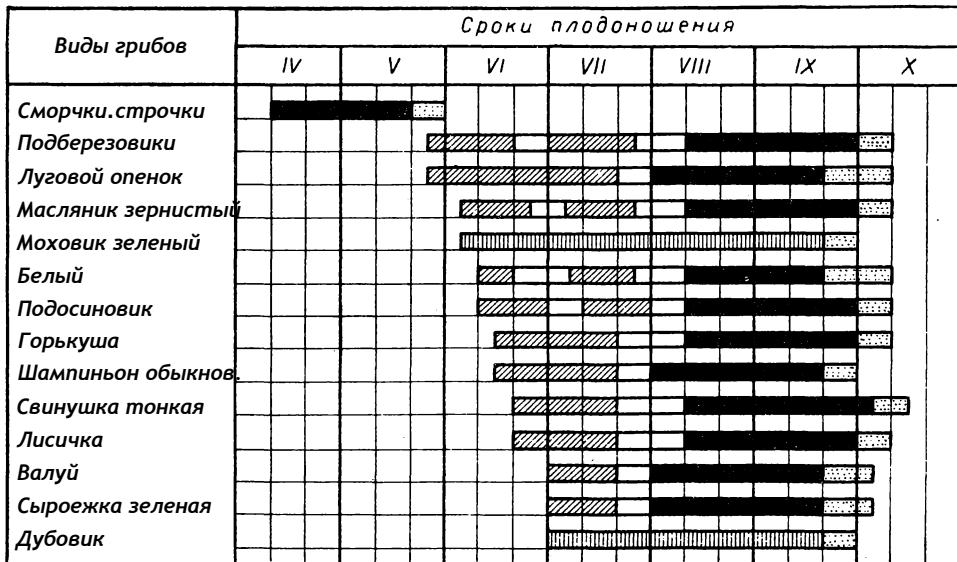 Виды грибов
Сроки плодоношения
IV V VI VII VIII IX X
Сморчки.строчки
Подберезовики
Луговой опенок
Масляник зернистый
Моховик зеленый
Белый
Подосиновик
Горькуша
Шампиньон обыкнов.
Свинушка тонкая
Лисичка
Валуй
Сыроежка зеленая
Дубовик